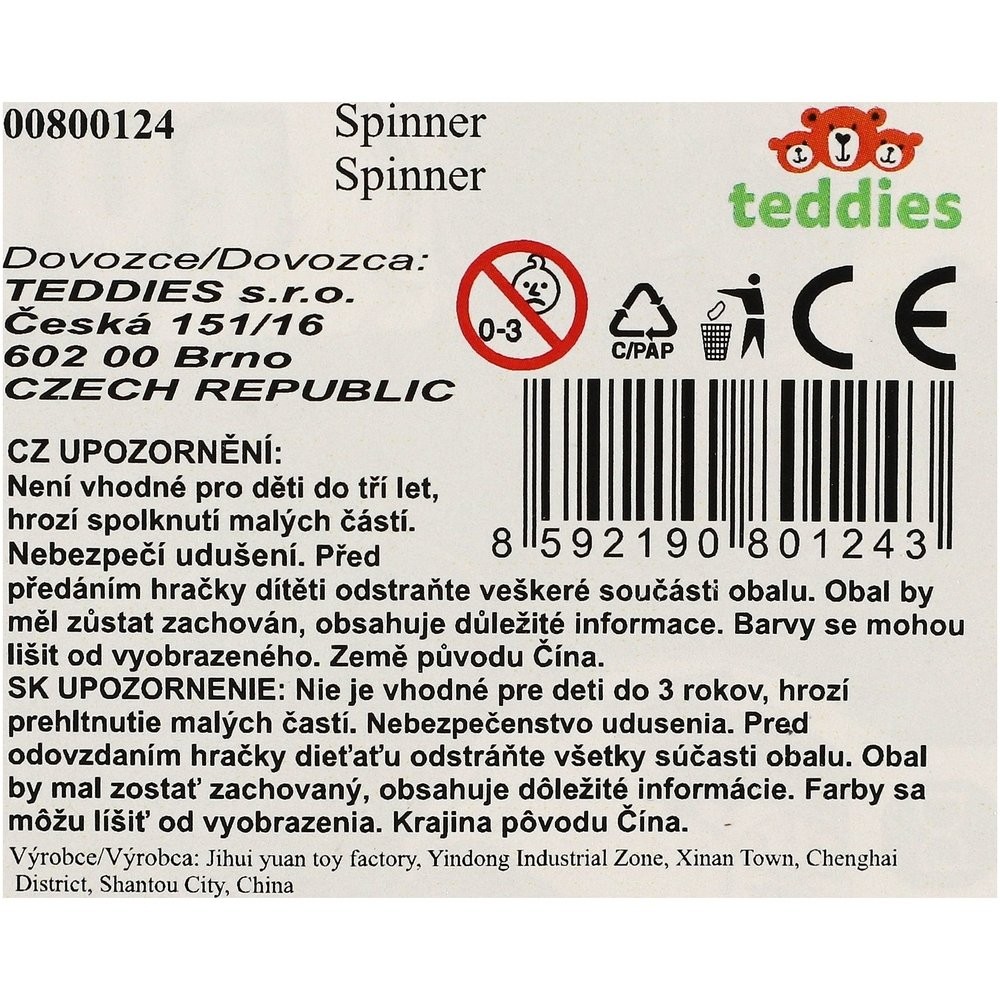 00800124
Spinner
Spinner
teddies
Dovozce/Dovozca:
TEDDIES s.r.o.
Česká 151/16
602 00 Brno
CZECH REPUBLIC
0-3
C/PAP
CE
8 592190 801243
CZ UPOZORNĚNÍ:
Není vhodné pro děti do tří let,
hrozí spolknutí malých částí.
Nebezpečí udušení. Před
předáním hračky dítěti odstraňte veškeré součásti obalu. Obal by
měl zůstat zachován, obsahuje důležité informace. Barvy se mohou
lišit od vyobrazeného. Země původu Čína.
SK UPOZORNENIE: Nie je vhodné pre deti do 3 rokov, hrozí
prehltnutie malých častí. Nebezpečenstvo udusenia. Pred
odovzdaním hračky dieťaťu odstráňte všetky súčasti obalu. Obal
by mal zostať zachovaný, obsahuje dôležité informácie. Farby sa
môžu líšiť od vyobrazenia. Krajina pôvodu Čína.
Výrobce/Výrobca: Jihui yuan toy factory, Yindong Industrial Zone, Xinan Town, Chenghai
District, Shantou City, China